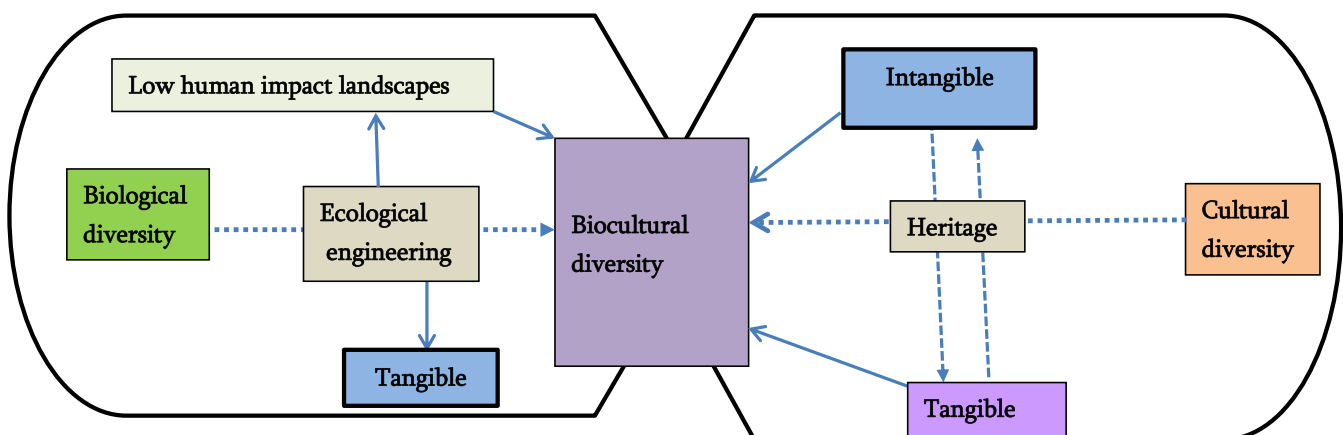 Low human impact landscapes
Biological
diversity
Ecological
engineering
Tangible
Biocultural
diversity
Intangible
Heritage
Cultural
diversity
Tangible